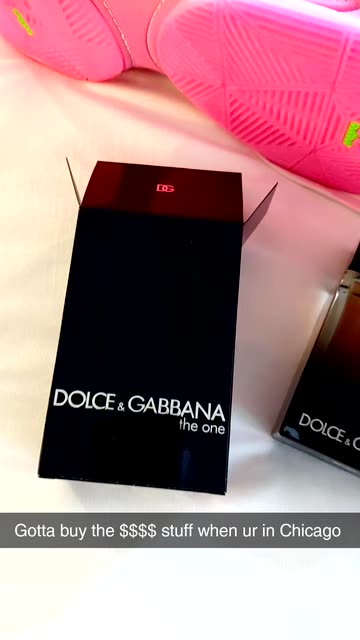 DG
DOLCE & GABBANA
the one
DOLCE &
Gotta buy the $$$$ stuff when ur in Chicago